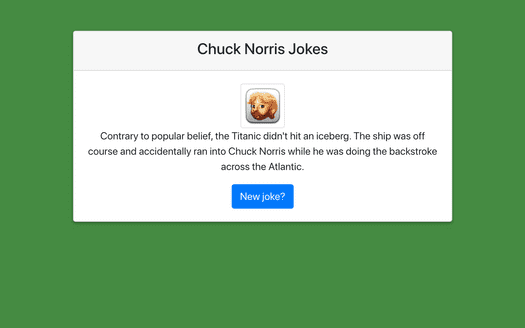 Chuck Norris Jokes
Contrary to popular belief, the Titanic didn't hit an iceberg. The ship was off
course and accidentally ran into Chuck Norris while he was doing the backstroke
across the Atlantic.
New joke?